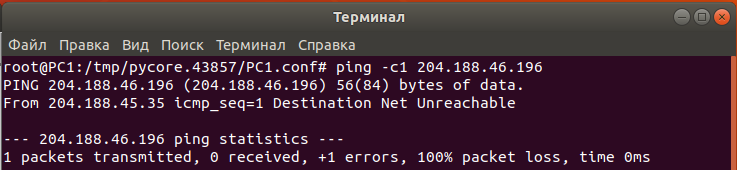 Терминал
Файл Правка Вид Поиск Терминал Справка
root@PC1:/tmp/pycore.43857/PC1.conf# ping -c1 204.188.46.196
PING 204.188.46.196 (204.188.46.196) 56(84) bytes of data.
From 204.188.45.35 icmp_seq=1 Destination Net Unreachable
--- 204.188.46.196 ping statistics ---
1 packets transmitted, 0 received, +1 errors, 100% packet loss, time 0ms